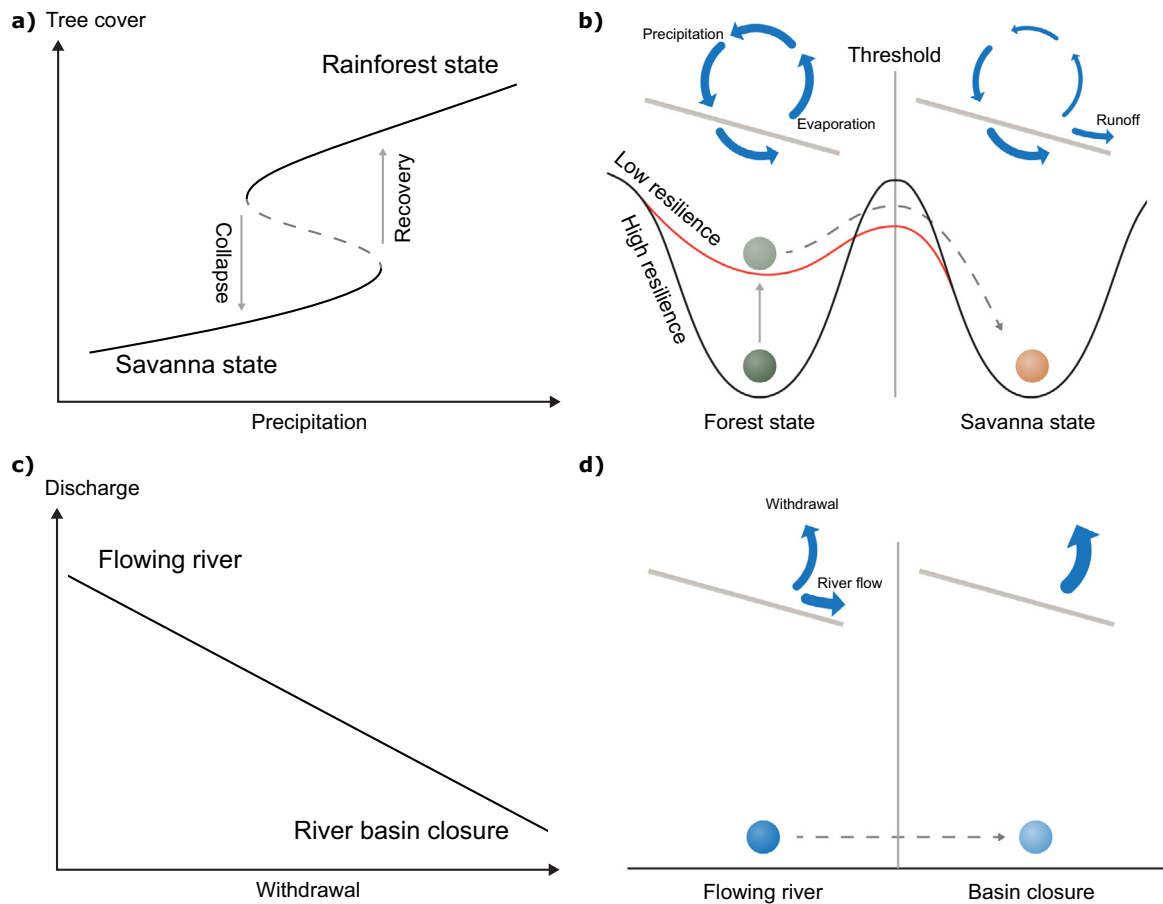 a)
Tree cover
Rainforest state
Collapse
Recovery
Savanna state
Precipitation
b)
Precipitation
Threshold
Evaporation
Runoff
Low resilience
High resilience
Forest state
Savanna state
c)
Discharge
Flowing river
River basin closure
Withdrawal
d)
Withdrawal
River flow
Flowing river
Basin closure